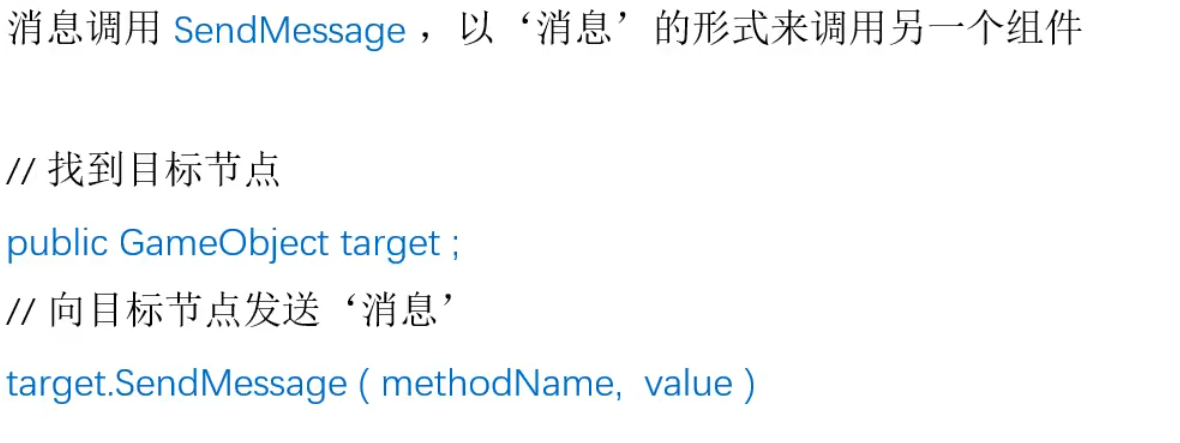 消息调用 SendMessage ，以‘消息’的形式来调用另一个组件
// 找到目标节点
public GameObject target ;
// 向目标节点发送‘消息’
target.SendMessage ( methodName, value )